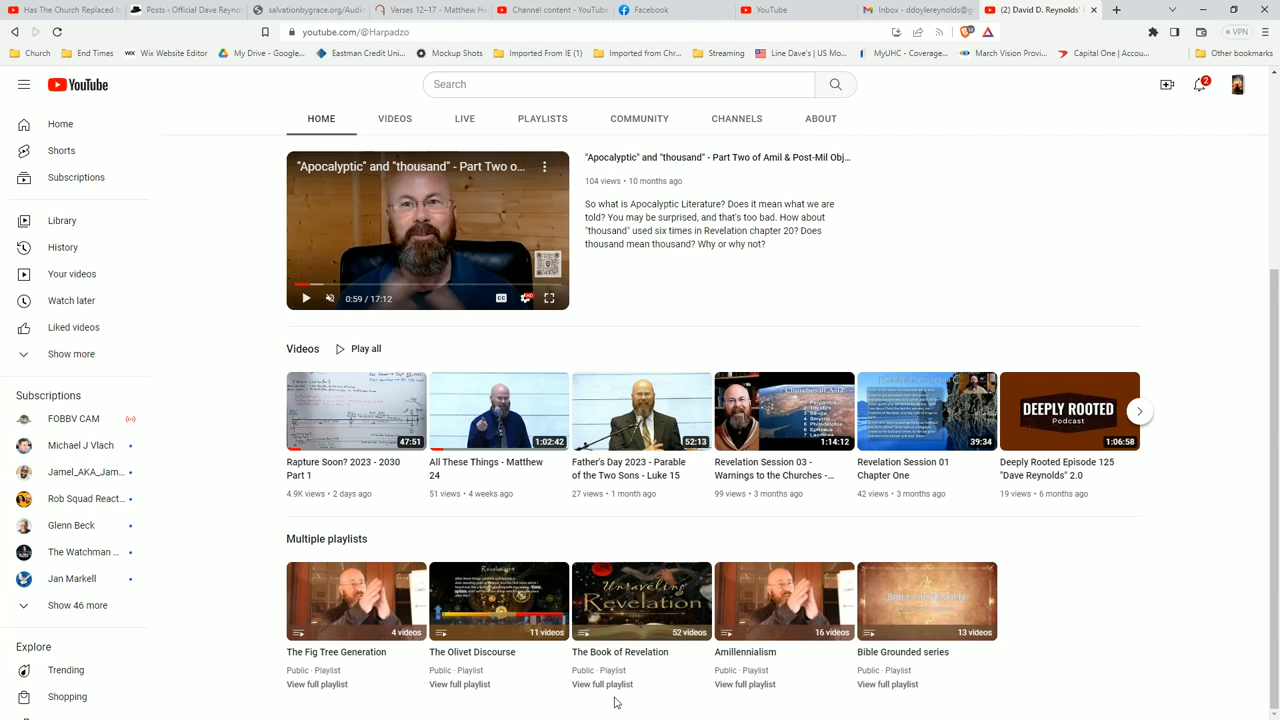 Has The Church Replaced I
Posts ‹ Official Dave Reynol
salvationbygrace.org/Audio
Verses 12–17 - Matthew He
Channel content - YouTube
Facebook
YouTube
Inbox - ddoylereynolds@g
(2) David D. Reynolds'
youtube.com/@Harpadzo
VPN
Church
End Times
WIX Wix Website Editor
My Drive - Google...
Eastman Credit Uni...
Mockup Shots
Imported From IE (1)
Imported from Chr...
Streaming
Line Dave's | US Mo...
MyUHC - Coverage...
March Vision Provi...
Capital One | Accou...
Other bookmarks
YouTube
Search
2
HOME
VIDEOS
LIVE
PLAYLISTS
COMMUNITY
CHANNELS
ABOUT
Home
Shorts
Subscriptions
Library
History
Your videos
Watch later
Liked videos
Show more
Subscriptions
FOBBV CAM
Michael J Vlach
Jamel_AKA_Jam...
Rob Squad React...
Glenn Beck
The Watchman ...
Jan Markell
Show 46 more
Explore
Trending
Shopping
"Apocalyptic" and "thousand" - Part Two o...
0:59 / 17:12
CC
HD
"Apocalyptic" and "thousand" - Part Two of Amil & Post-Mil Obj...
104 views • 10 months ago
So what is Apocalyptic Literature? Does it mean what we are
told? You may be surprised, and that's too bad. How about
"thousand" used six times in Revelation chapter 20? Does
thousand mean thousand? Why or why not?
Videos
Play all
47:51
Rapture Soon? 2023 - 2030
Part 1
4.9K views • 2 days ago
1:02:42
All These Things - Matthew
24
51 views • 4 weeks ago
52:13
Father's Day 2023 - Parable
of the Two Sons - Luke 15
27 views • 1 month ago
1:14:12
Revelation Session 03 -
Warnings to the Churches -...
99 views • 3 months ago
39:34
Revelation Session 01
Chapter One
42 views • 3 months ago
DEEPLY ROOTED
Podcast
1:06:58
Deeply Rooted Episode 125
"Dave Reynolds" 2.0
19 views • 6 months ago
Multiple playlists
4 videos
The Fig Tree Generation
Public · Playlist
View full playlist
11 videos
The Olivet Discourse
Public · Playlist
View full playlist
Unraveling
REVELATION
52 videos
The Book of Revelation
Public · Playlist
View full playlist
16 videos
Amillennialism
Public · Playlist
View full playlist
BIBLE GROUNDED
13 videos
Bible Grounded series
Public · Playlist
View full playlist